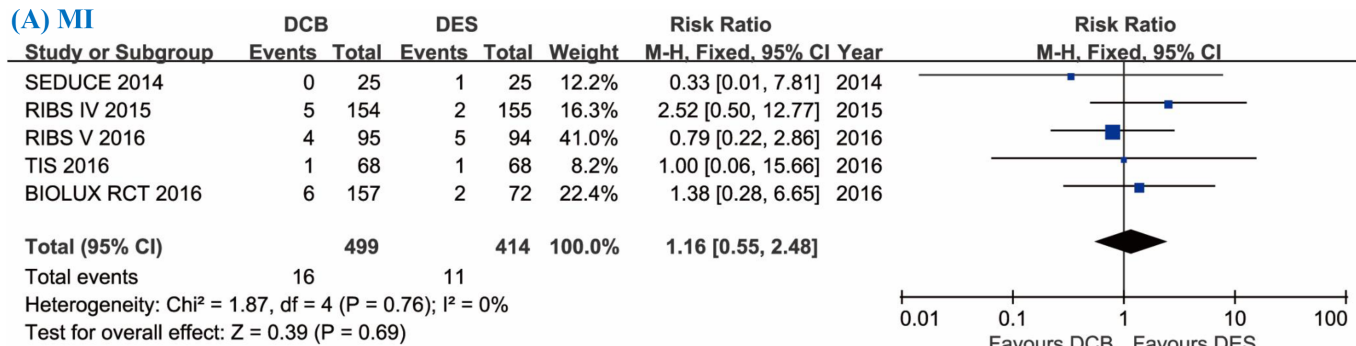 (A) MI
DCB DES Risk Ratio Risk Ratio
Study or Subgroup Events Total Events Total Weight M-H, Fixed, 95% CI Year M-H, Fixed, 95% CI
SEDUCE 2014 0 25 1 25 12.2% 0.33 [0.01, 7.81] 2014
RIBS IV 2015 5 154 2 155 16.3% 2.52 [0.50, 12.77] 2015
RIBS V 2016 4 95 5 94 41.0% 0.79 [0.22, 2.86] 2016
TIS 2016 1 68 1 68 8.2% 1.00 [0.06, 15.66] 2016
BIOLUX RCT 2016 6 157 2 72 22.4% 1.38 [0.28, 6.65] 2016
Total (95% CI) 499 414 100.0% 1.16 [0.55, 2.48]
Total events 16 11
Heterogeneity: Chi² = 1.87, df = 4 (P = 0.76); I² = 0%
Test for overall effect: Z = 0.39 (P = 0.69)
0.01 0.1 1 10 100
Favours DCB Favours DES